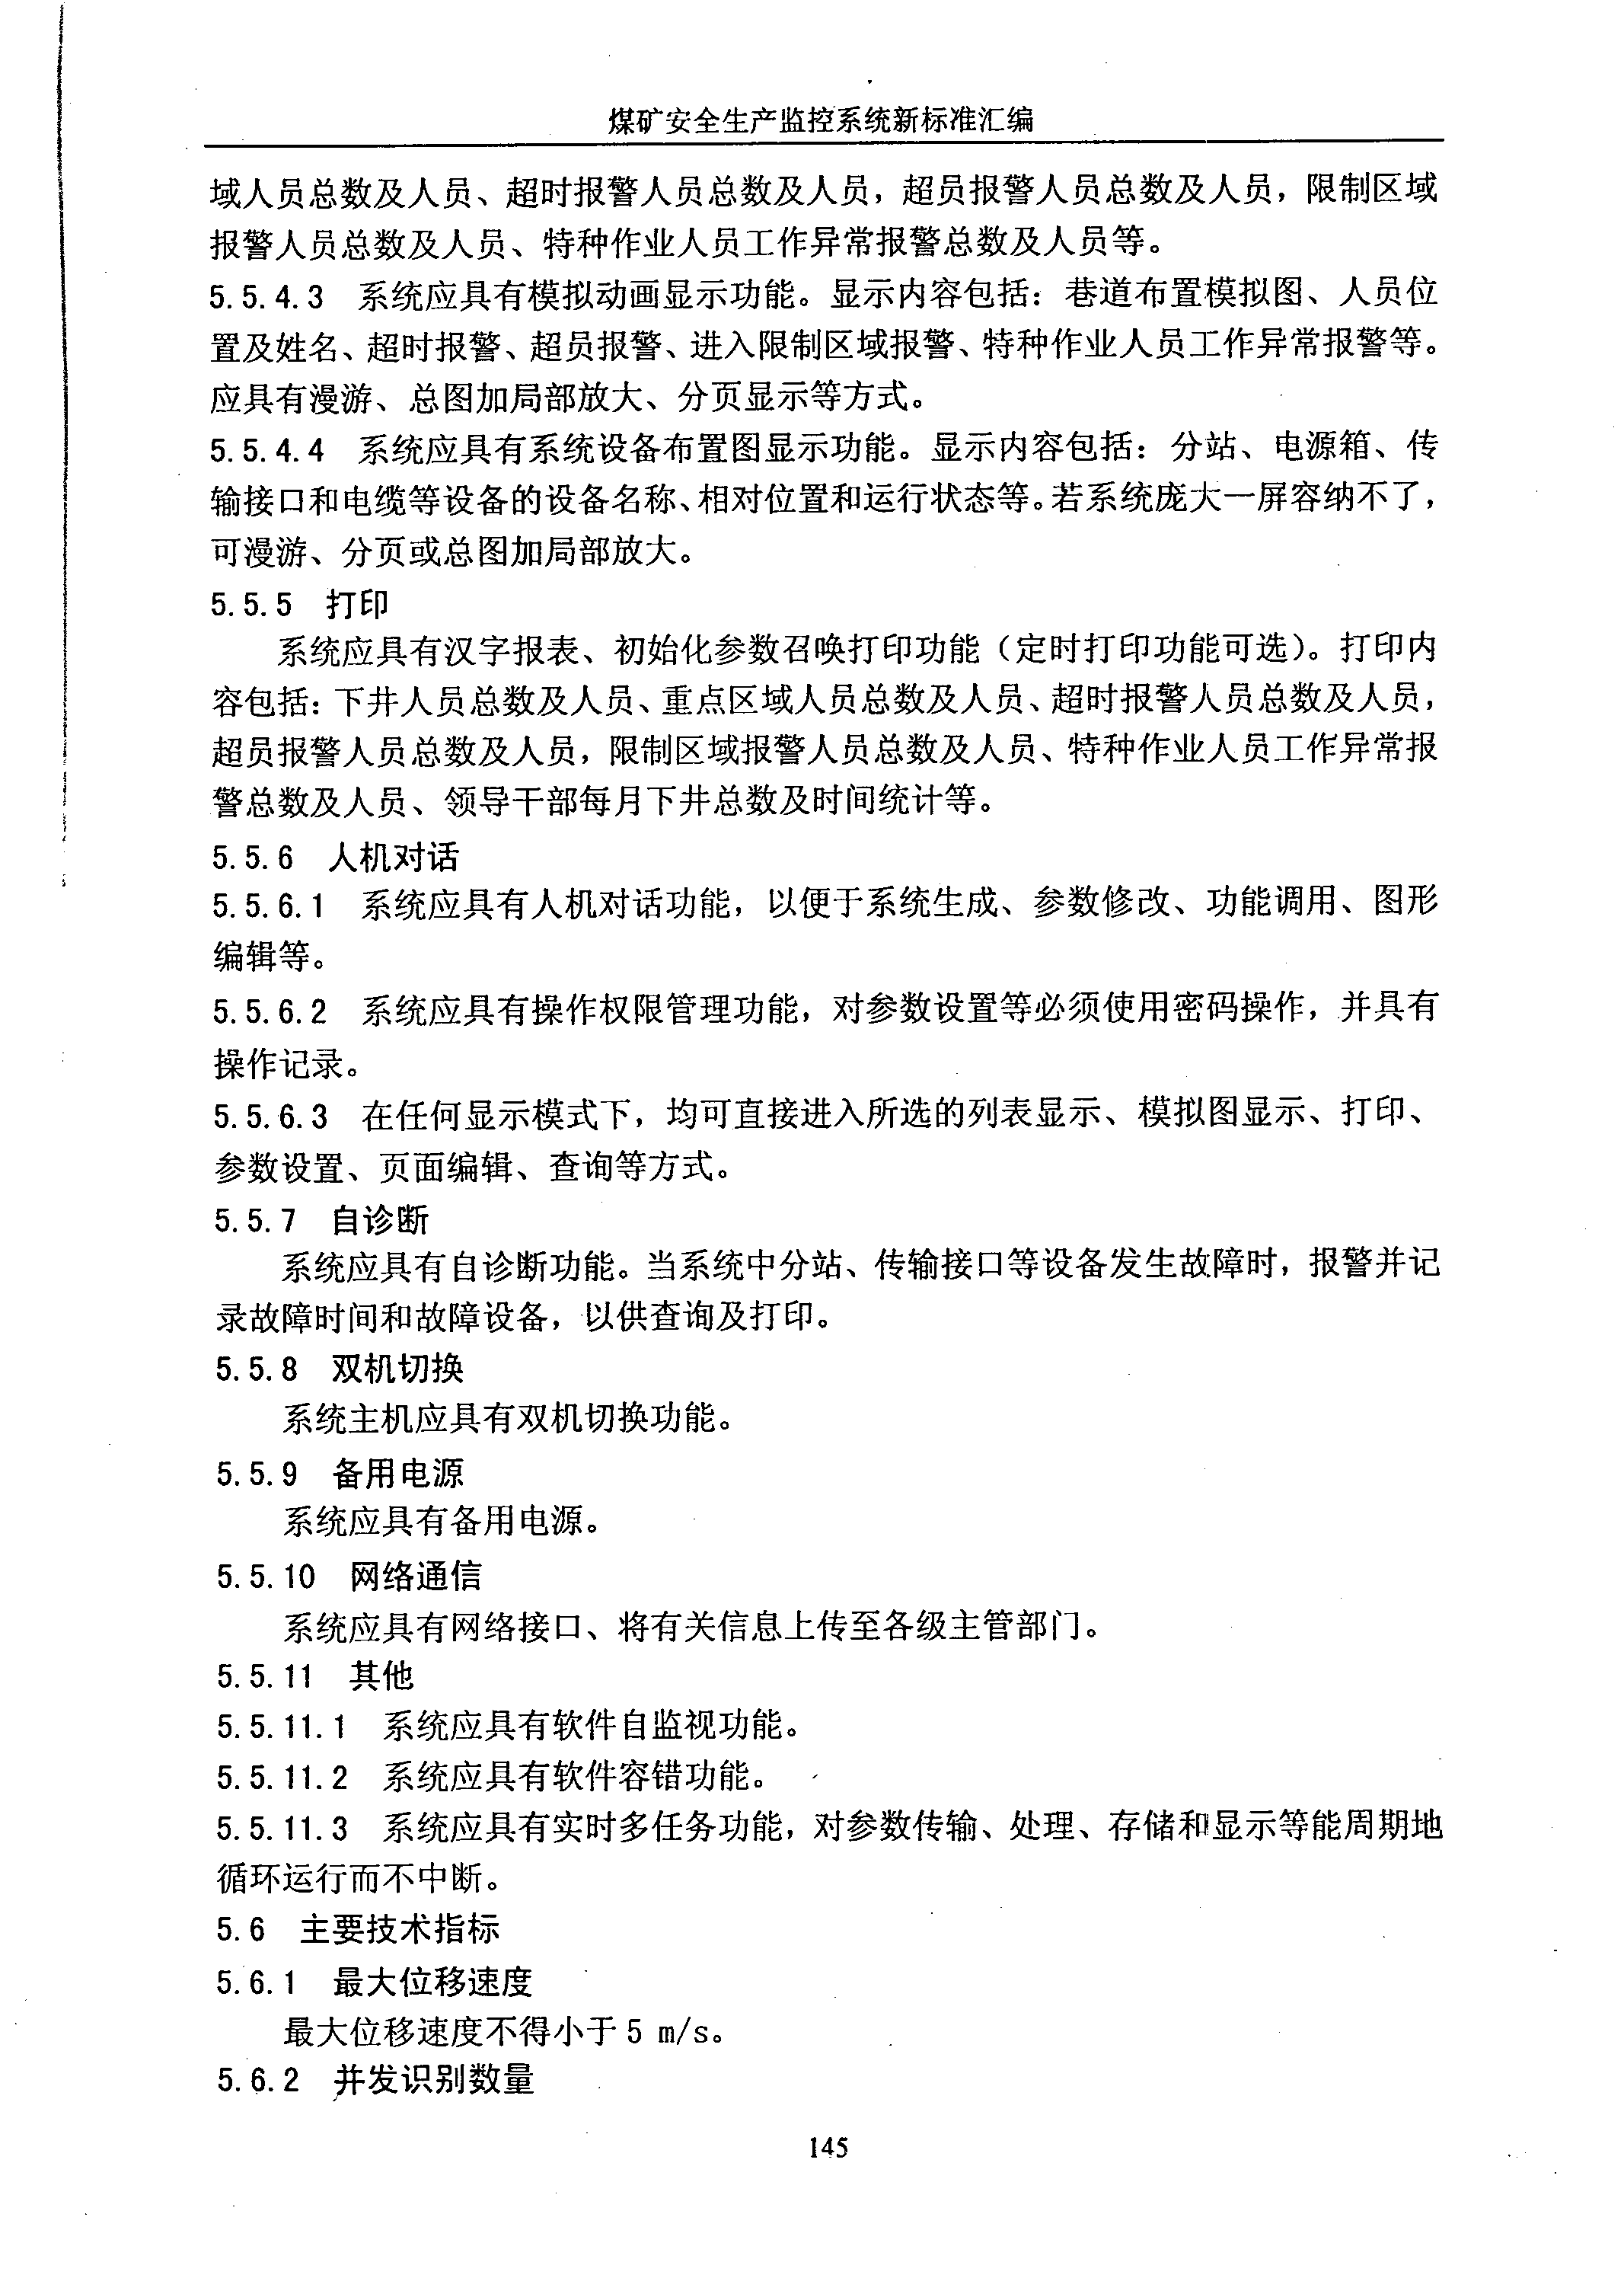 煤矿安全生产监控系统新标准汇编
域人员总数及人员、超时报警人员总数及人员，超员报警人员总数及人员，限制区域
报警人员总数及人员、特种作业人员工作异常报警总数及人员等。
5.5.4.3 系统应具有模拟动画显示功能。显示内容包括：巷道布置模拟图、人员位
置及姓名、超时报警、超员报警、进入限制区域报警、特种作业人员工作异常报警等。
应具有漫游、总图加局部放大、分页显示等方式。
5.5.4.4 系统应具有系统设备布置图显示功能。显示内容包括：分站、电源箱、传
输接口和电缆等设备的设备名称、相对位置和运行状态等。若系统庞大一屏容纳不了，
可漫游、分页或总图加局部放大。
5.5.5 打印
系统应具有汉字报表、初始化参数召唤打印功能（定时打印功能可选）。打印内
容包括：下井人员总数及人员、重点区域人员总数及人员、超时报警人员总数及人员，
超员报警人员总数及人员，限制区域报警人员总数及人员、特种作业人员工作异常报
警总数及人员、领导干部每月下井总数及时间统计等。
5.5.6 人机对话
5.5.6.1 系统应具有人机对话功能，以便于系统生成、参数修改、功能调用、图形
编辑等。
5.5.6.2 系统应具有操作权限管理功能，对参数设置等必须使用密码操作，并具有
操作记录。
5.5.6.3 在任何显示模式下，均可直接进入所选的列表显示、模拟图显示、打印、
参数设置、页面编辑、查询等方式。
5.5.7 自诊断
系统应具有自诊断功能。当系统中分站、传输接口等设备发生故障时，报警并记
录故障时间和故障设备，以供查询及打印。
5.5.8 双机切换
系统主机应具有双机切换功能。
5.5.9 备用电源
系统应具有备用电源。
5.5.10 网络通信
系统应具有网络接口、将有关信息上传至各级主管部门。
5.5.11 其他
5.5.11.1 系统应具有软件自监视功能。
5.5.11.2 系统应具有软件容错功能。
5.5.11.3 系统应具有实时多任务功能，对参数传输、处理、存储和显示等能周期地
循环运行而不中断。
5.6 主要技术指标
5.6.1 最大位移速度
最大位移速度不得小于 5 m/s。
5.6.2 并发识别数量
145